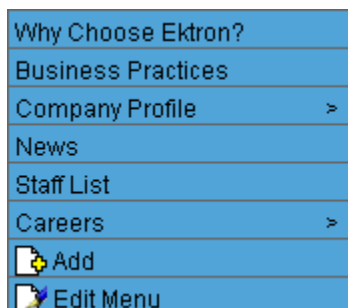 Why Choose Ektron?
Business Practices
Company Profile >
News
Staff List
Careers >
Add
Edit Menu